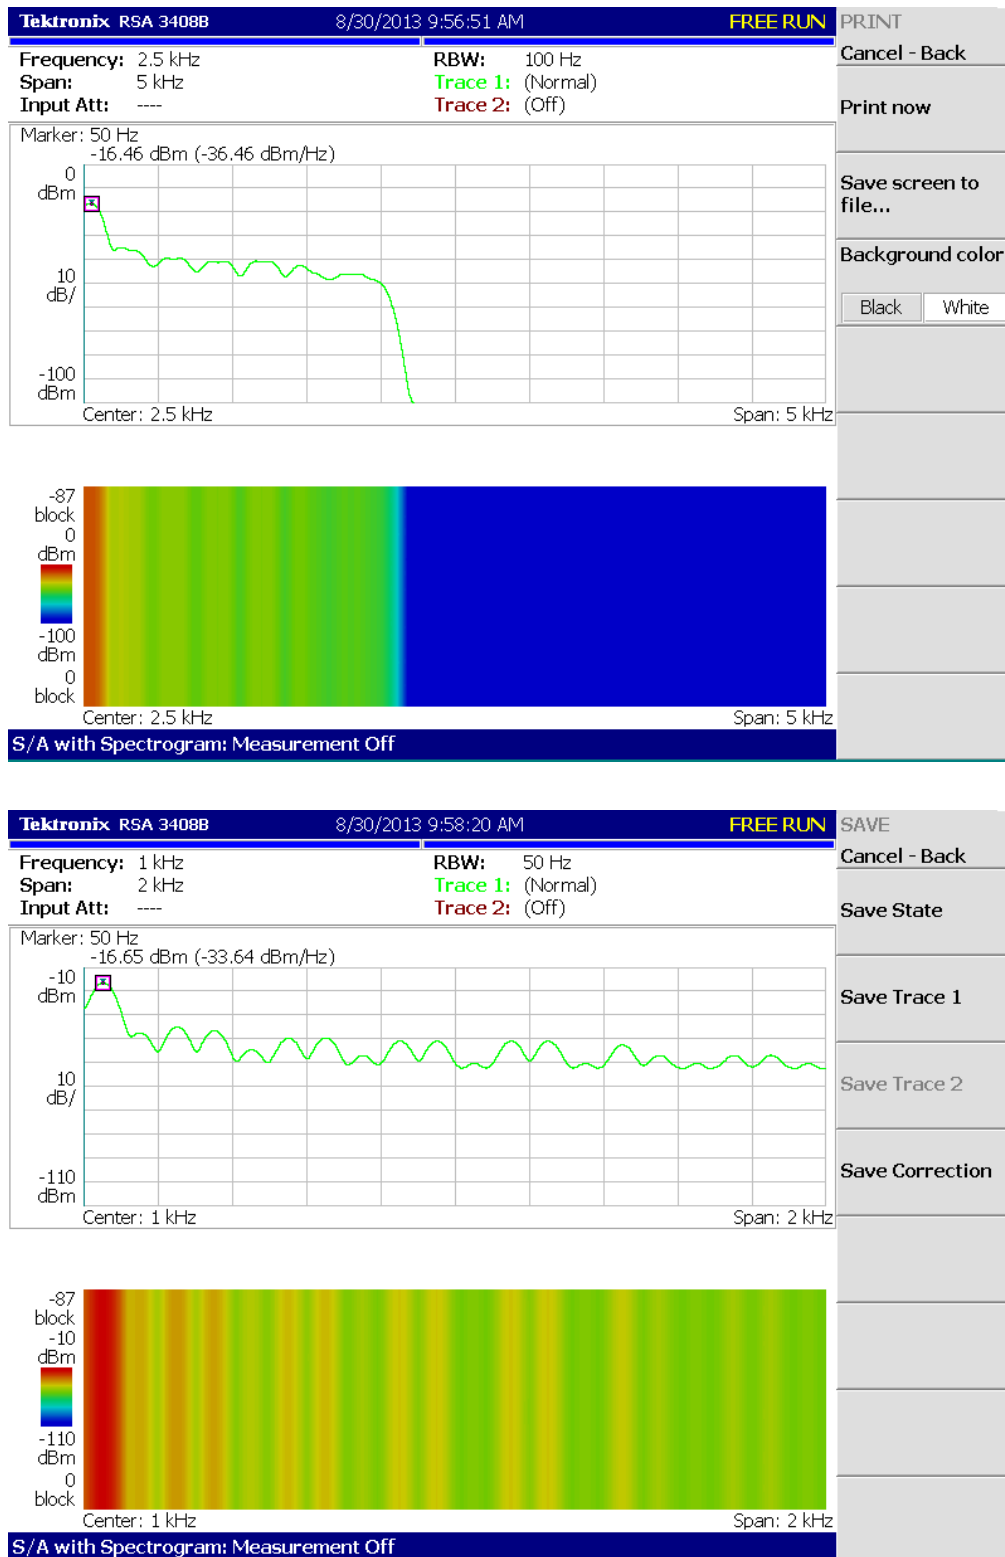 Tektronix RSA 3408B 8/30/2013 9:56:51 AM FREE RUN PRINT
Cancel - Back
Frequency: 2.5 kHz RBW: 100 Hz
Span: 5 kHz Trace 1: (Normal)
Input Att: ---- Trace 2: (Off)
Print now
Marker: 50 Hz
-16.46 dBm (-36.46 dBm/Hz)
0
dBm
Save screen to
file...
Background color
10
dB/
Black White
-100
dBm
Center: 2.5 kHz Span: 5 kHz
-87
block
0
dBm
-100
dBm
0
block
Center: 2.5 kHz Span: 5 kHz
S/A with Spectrogram: Measurement Off
Tektronix RSA 3408B 8/30/2013 9:58:20 AM FREE RUN SAVE
Cancel - Back
Frequency: 1 kHz RBW: 50 Hz
Span: 2 kHz Trace 1: (Normal)
Input Att: ---- Trace 2: (Off)
Save State
Marker: 50 Hz
-16.65 dBm (-33.64 dBm/Hz)
-10
dBm
Save Trace 1
10
dB/
Save Trace 2
-110
dBm
Save Correction
Center: 1 kHz Span: 2 kHz
-87
block
-10
dBm
-110
dBm
0
block
Center: 1 kHz Span: 2 kHz
S/A with Spectrogram: Measurement Off